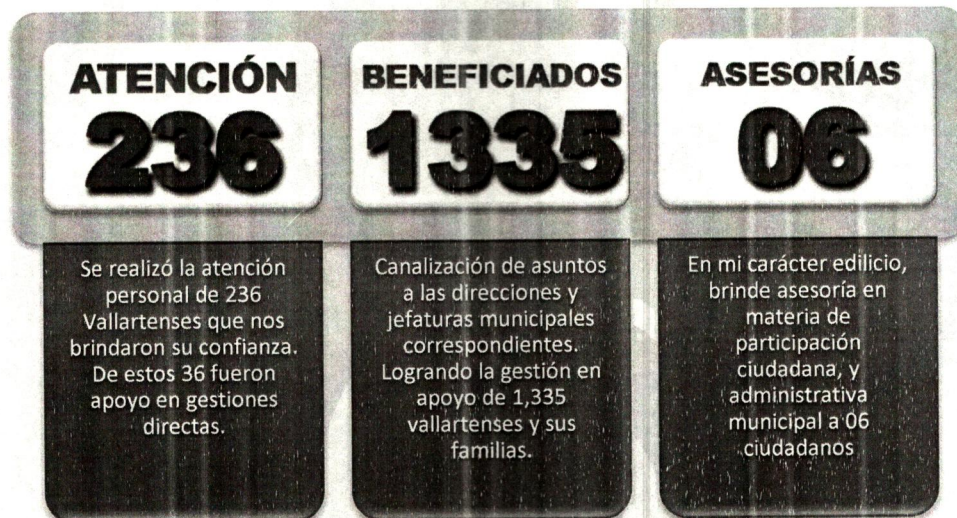 ATENCIÓN
236
Se realizó la atención
personal de 236
Vallartenses que nos
brindaron su confianza.
De estos 36 fueron
apoyo en gestiones
directas.
BENEFICIADOS
1335
Canalización de asuntos
a las direcciones y
jefaturas municipales
correspondientes.
Logrando la gestión en
apoyo de 1,335
vallartenses y sus
familias.
ASESORÍAS
06
En mi carácter edilicio,
brinde asesoría en
materia de
participación
ciudadana, y
administrativa
municipal a 06
ciudadanos